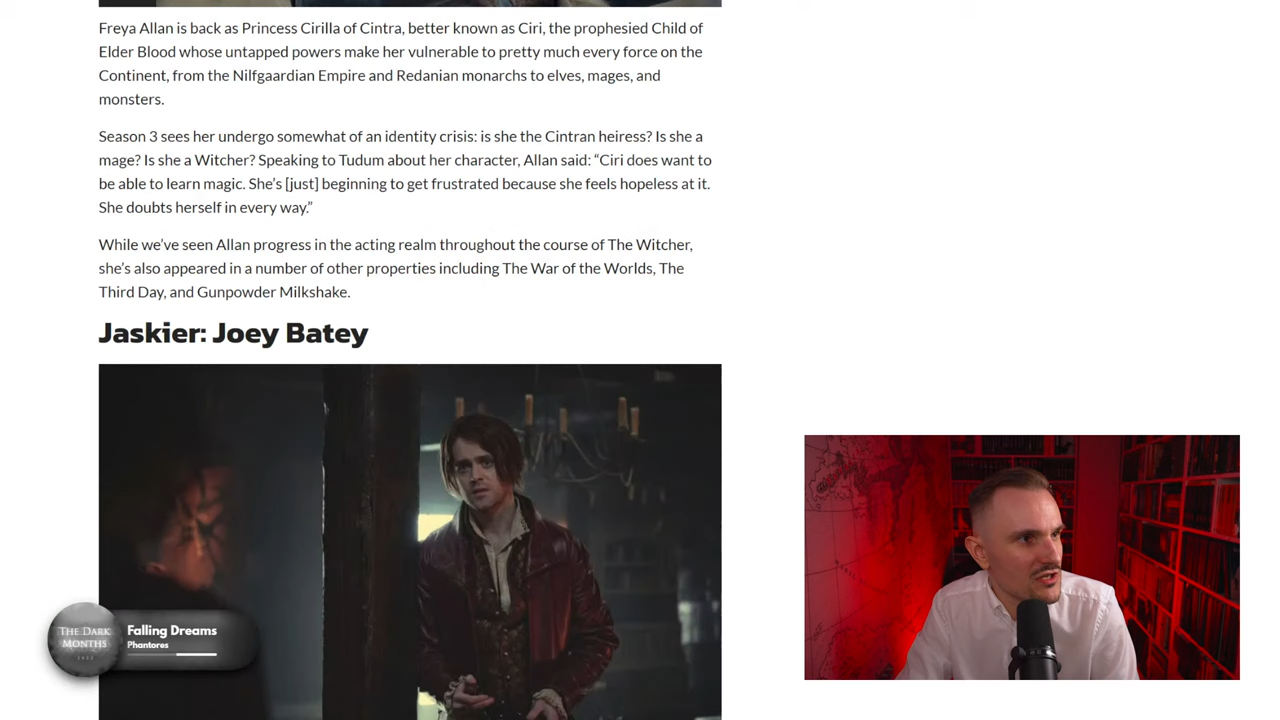 Freya Allan is back as Princess Cirilla of Cintra, better known as Ciri, the prophesied Child of
Elder Blood whose untapped powers make her vulnerable to pretty much every force on the
Continent, from the Nilfgaardian Empire and Redanian monarchs to elves, mages, and
monsters.
Season 3 sees her undergo somewhat of an identity crisis: is she the Cintran heiress? Is she a
mage? Is she a Witcher? Speaking to Tudum about her character, Allan said: “Ciri does want to
be able to learn magic. She’s [just] beginning to get frustrated because she feels hopeless at it.
She doubts herself in every way.”
While we’ve seen Allan progress in the acting realm throughout the course of The Witcher,
she’s also appeared in a number of other properties including The War of the Worlds, The
Third Day, and Gunpowder Milkshake.
Jaskier: Joey Batey
THE DARK
MONTHS
Falling Dreams
Phantores